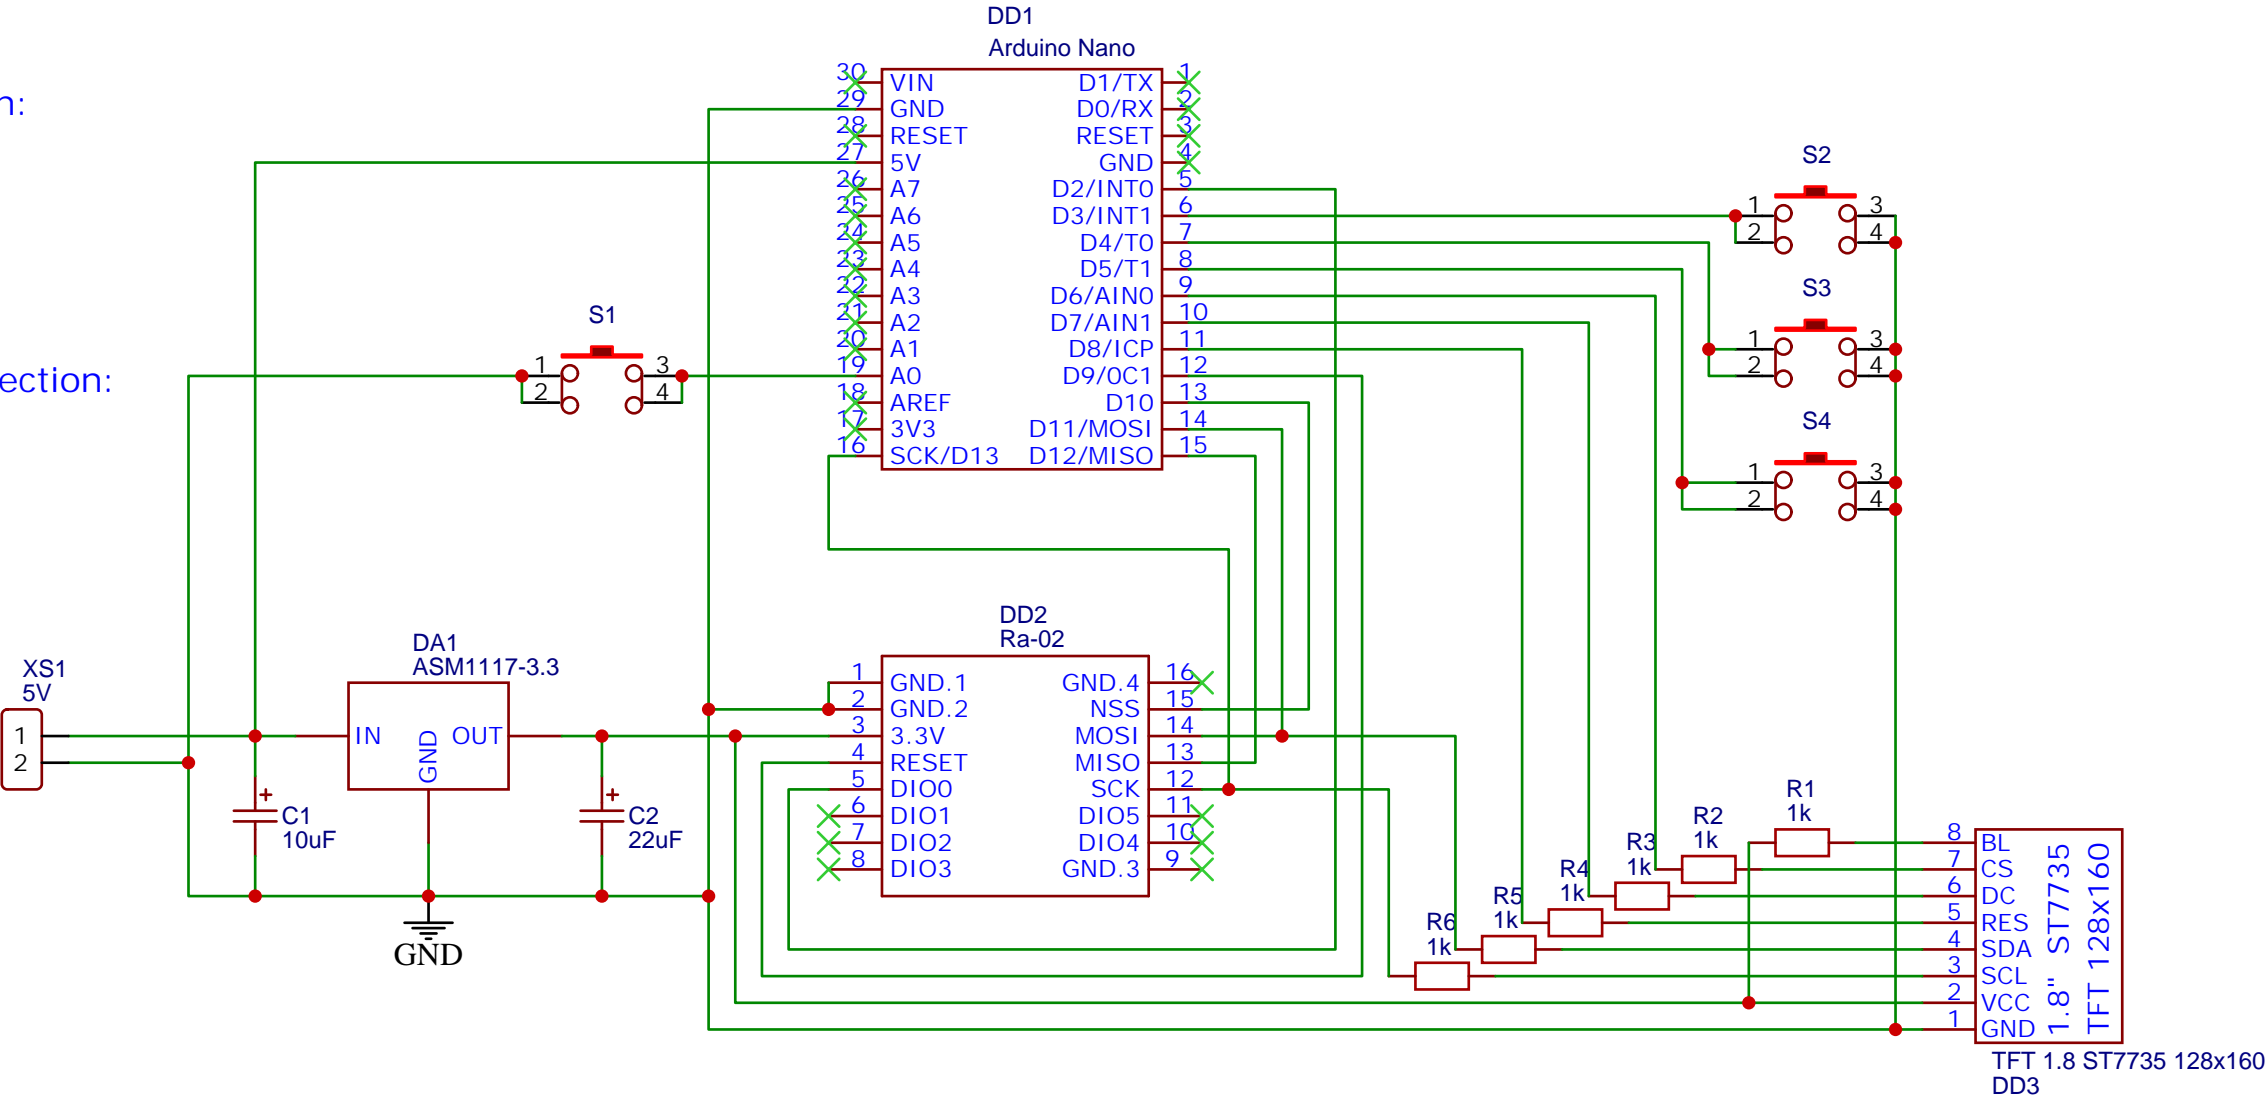 n:
ection:
DD1
Arduino Nano
30 VIN D1/TX 1
29 GND D0/RX 2
28 RESET RESET 3
27 5V GND 4
26 A7 D2/INT0 5
25 A6 D3/INT1 6
24 A5 D4/T0 7
23 A4 D5/T1 8
22 A3 D6/AIN0 9
21 A2 D7/AIN1 10
20 A1 D8/ICP 11
19 A0 D9/0C1 12
18 AREF D10 13
17 3V3 D11/MOSI 14
16 SCK/D13 D12/MISO 15
S1
1 3
2 4
S2
1 3
2 4
S3
1 3
2 4
S4
1 3
2 4
XS1
5V
1
2
DA1
ASM1117-3.3
IN GND OUT
+
C1
10uF
+
C2
22uF
GND
DD2
Ra-02
1 GND.1 GND.4 16
2 GND.2 NSS 15
3 3.3V MOSI 14
4 RESET MISO 13
5 DIO0 SCK 12
6 DIO1 DIO5 11
7 DIO2 DIO4 10
8 DIO3 GND.3 9
R1
1k
R2
1k
R3
1k
R4
1k
R5
1k
R6
1k
8 BL
7 CS
6 DC
5 RES
4 SDA
3 SCL
2 VCC
1 GND
1.8" ST7735
TFT 128x160
TFT 1.8 ST7735 128x160
DD3